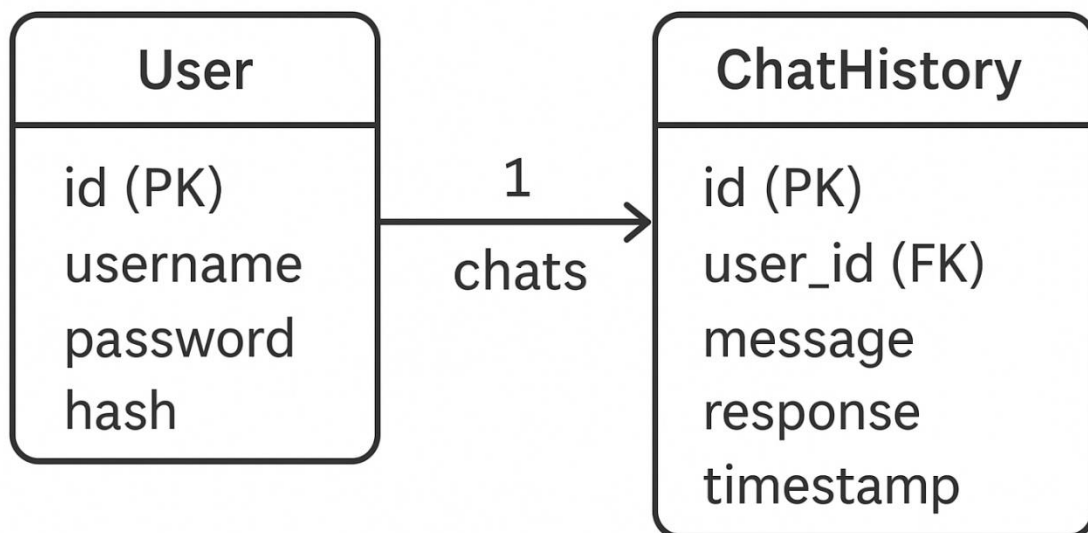 User
id (PK)
username
password
hash
1
chats
ChatHistory
id (PK)
user_id (FK)
message
response
timestamp